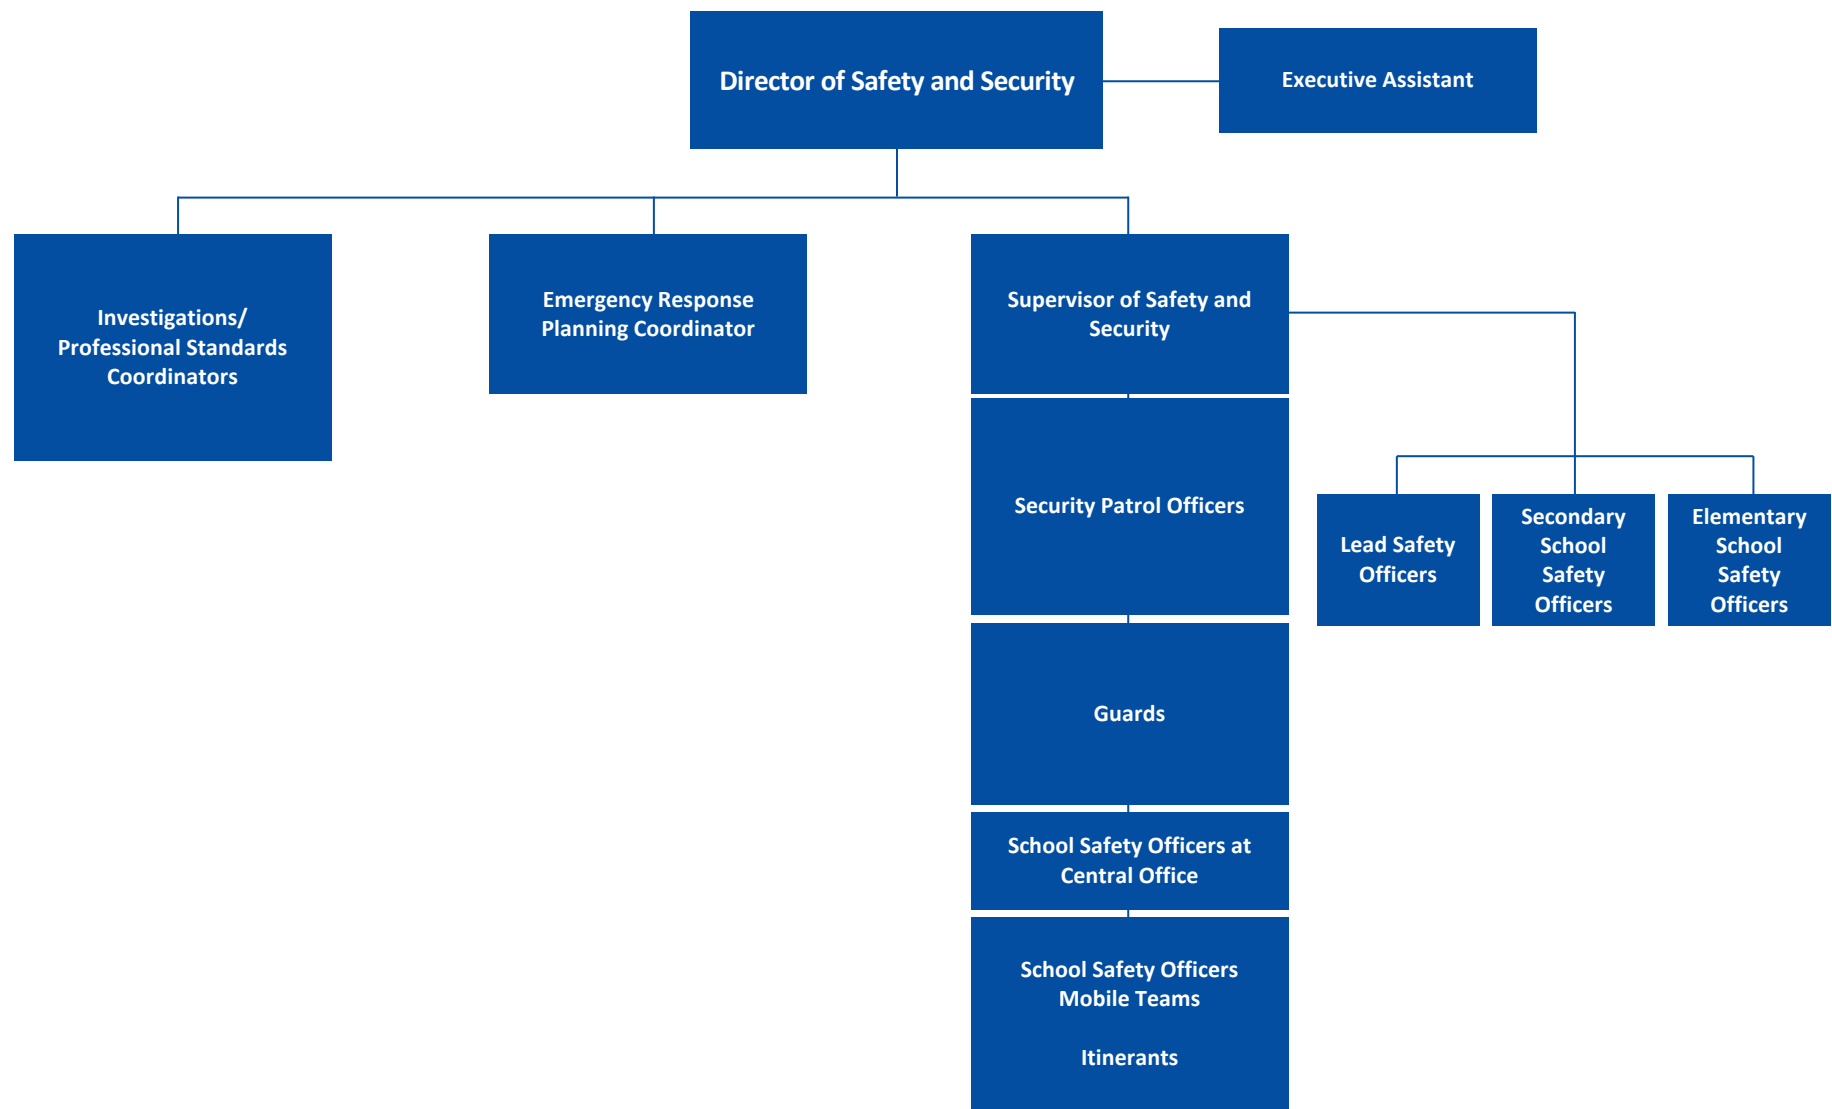 Director of Safety and Security
Executive Assistant
Investigations/
Professional Standards
Coordinators
Emergency Response
Planning Coordinator
Supervisor of Safety and
Security
Security Patrol Officers
Lead Safety
Officers
Secondary
School
Safety
Officers
Elementary
School
Safety
Officers
Guards
School Safety Officers at
Central Office
School Safety Officers
Mobile Teams
Itinerants